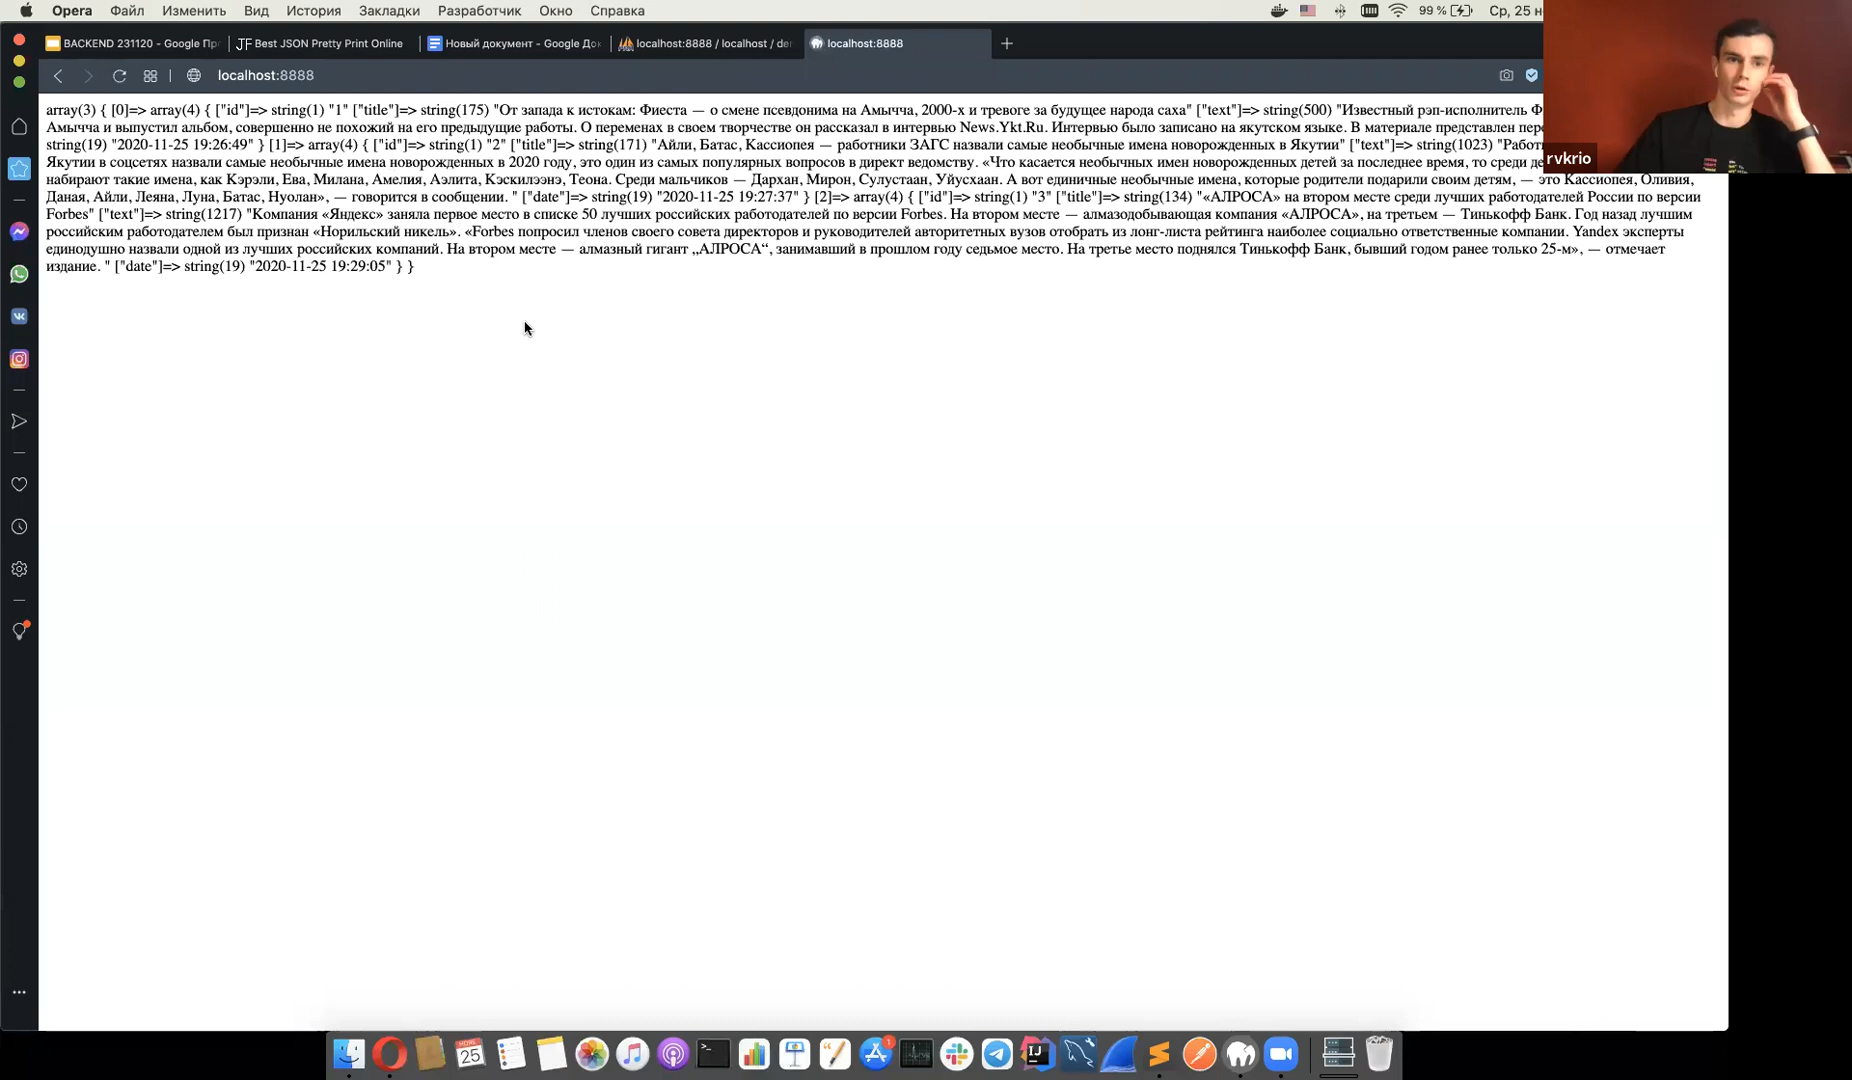 Opera Файл Изменить Вид История Закладки Разработчик Окно Справка 99 % Ср, 25 н
BACKEND 231120 - Google Пр
JF Best JSON Pretty Print Online
Новый документ - Google До
localhost:8888 / localhost / de
localhost:8888
localhost:8888
rvkrio
array(3) { [0]=> array(4) { ["id"]=> string(1) "1" ["title"]=> string(175) "От запада к истокам: Фиеста — о смене псевдонима на Амычча, 2000-х и тревоге за будущее народа саха" ["text"]=> string(500) "Известный рэп-исполнитель Ф
Амычча и выпустил альбом, совершенно не похожий на его предыдущие работы. О переменах в своем творчестве он рассказал в интервью News.Ykt.Ru. Интервью было записано на якутском языке. В материале представлен пер
string(19) "2020-11-25 19:26:49" } [1]=> array(4) { ["id"]=> string(1) "2" ["title"]=> string(171) "Айли, Батас, Кассиопея — работники ЗАГС назвали самые необычные имена новорожденных в Якутии" ["text"]=> string(1023) "Работ
Якутии в соцсетях назвали самые необычные имена новорожденных в 2020 году, это один из самых популярных вопросов в директ ведомству. «Что касается необычных имен новорожденных детей за последнее время, то среди де
набирают такие имена, как Кэрэли, Ева, Милана, Амелия, Аэлита, Кэскилээнэ, Теона. Среди мальчиков — Дархан, Мирон, Сулустаан, Уйусхаан. А вот единичные необычные имена, которые родители подарили своим детям, — это Кассиопея, Оливия,
Даная, Айли, Леяна, Луна, Батас, Нуолан», — говорится в сообщении. " ["date"]=> string(19) "2020-11-25 19:27:37" } [2]=> array(4) { ["id"]=> string(1) "3" ["title"]=> string(134) "«АЛРОСА» на втором месте среди лучших работодателей России по версии
Forbes" ["text"]=> string(1217) "Компания «Яндекс» заняла первое место в списке 50 лучших российских работодателей по версии Forbes. На втором месте — алмазодобывающая компания «АЛРОСА», на третьем — Тинькофф Банк. Год назад лучшим
российским работодателем был признан «Норильский никель». «Forbes попросил членов своего совета директоров и руководителей авторитетных вузов отобрать из лонг-листа рейтинга наиболее социально ответственные компании. Yandex эксперты
единодушно назвали одной из лучших российских компаний. На втором месте — алмазный гигант „АЛРОСА“, занимавший в прошлом году седьмое место. На третье место поднялся Тинькофф Банк, бывший годом ранее только 25-м», — отмечает
издание. " ["date"]=> string(19) "2020-11-25 19:29:05" } }
25